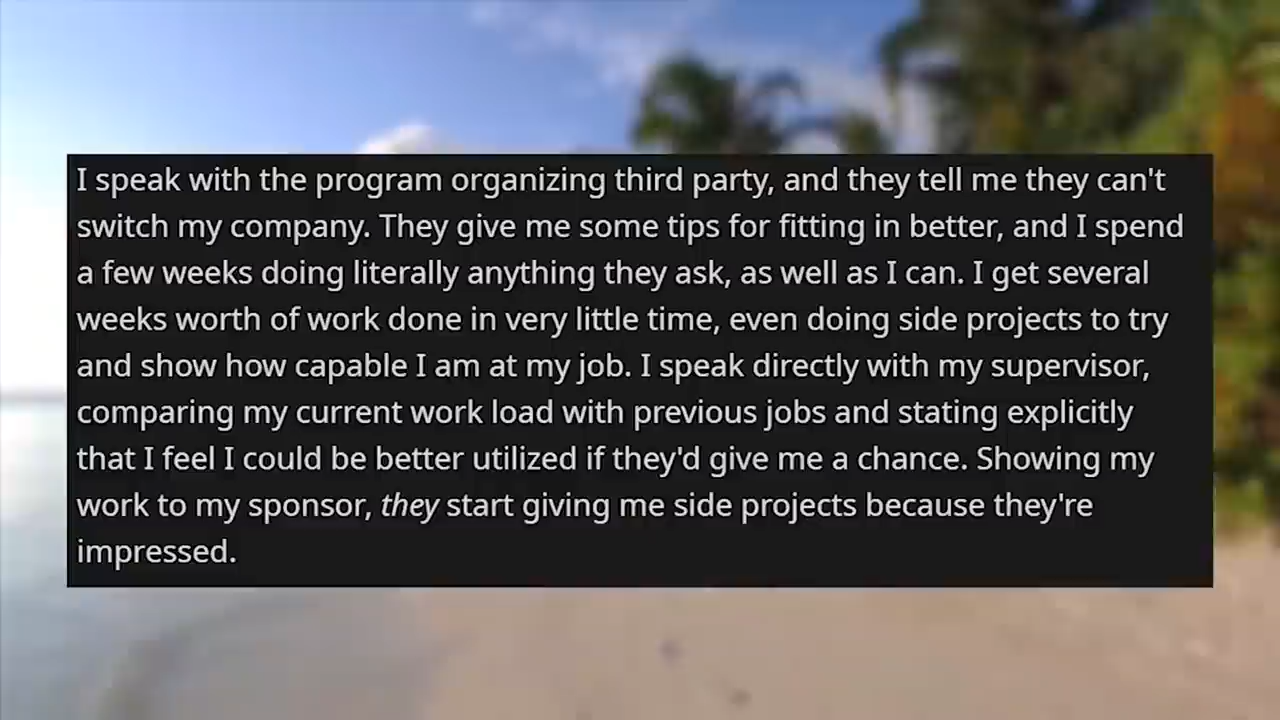 I speak with the program organizing third party, and they tell me they can't
switch my company. They give me some tips for fitting in better, and I spend
a few weeks doing literally anything they ask, as well as I can. I get several
weeks worth of work done in very little time, even doing side projects to try
and show how capable I am at my job. I speak directly with my supervisor,
comparing my current work load with previous jobs and stating explicitly
that I feel I could be better utilized if they'd give me a chance. Showing my
work to my sponsor, they start giving me side projects because they're
impressed.